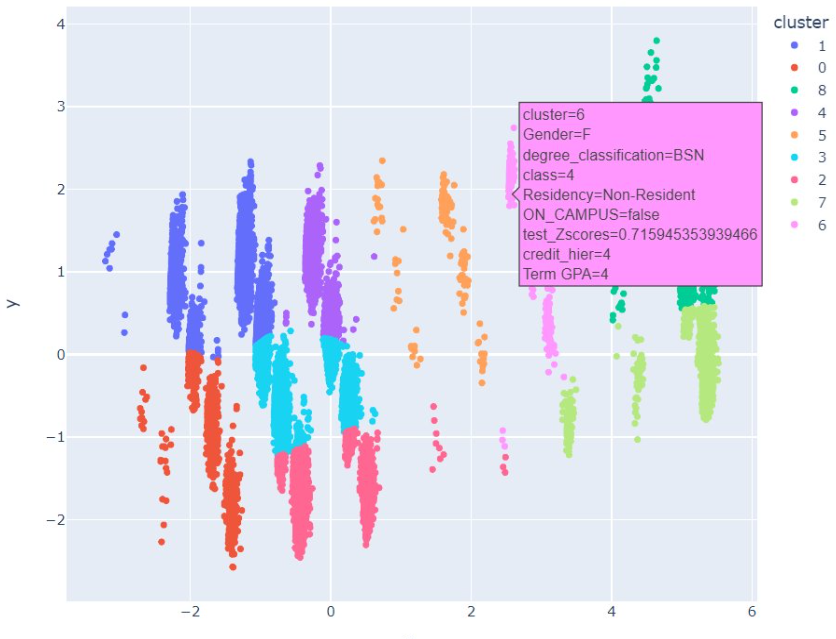 4
3
2
1
0
−1
−2
y
−2
0
2
4
6
cluster
1
0
8
4
5
3
2
7
6
cluster=6
Gender=F
degree_classification=BSN
class=4
Residency=Non-Resident
ON_CAMPUS=false
test_Zscores=0.715945353939466
credit_hier=4
Term GPA=4